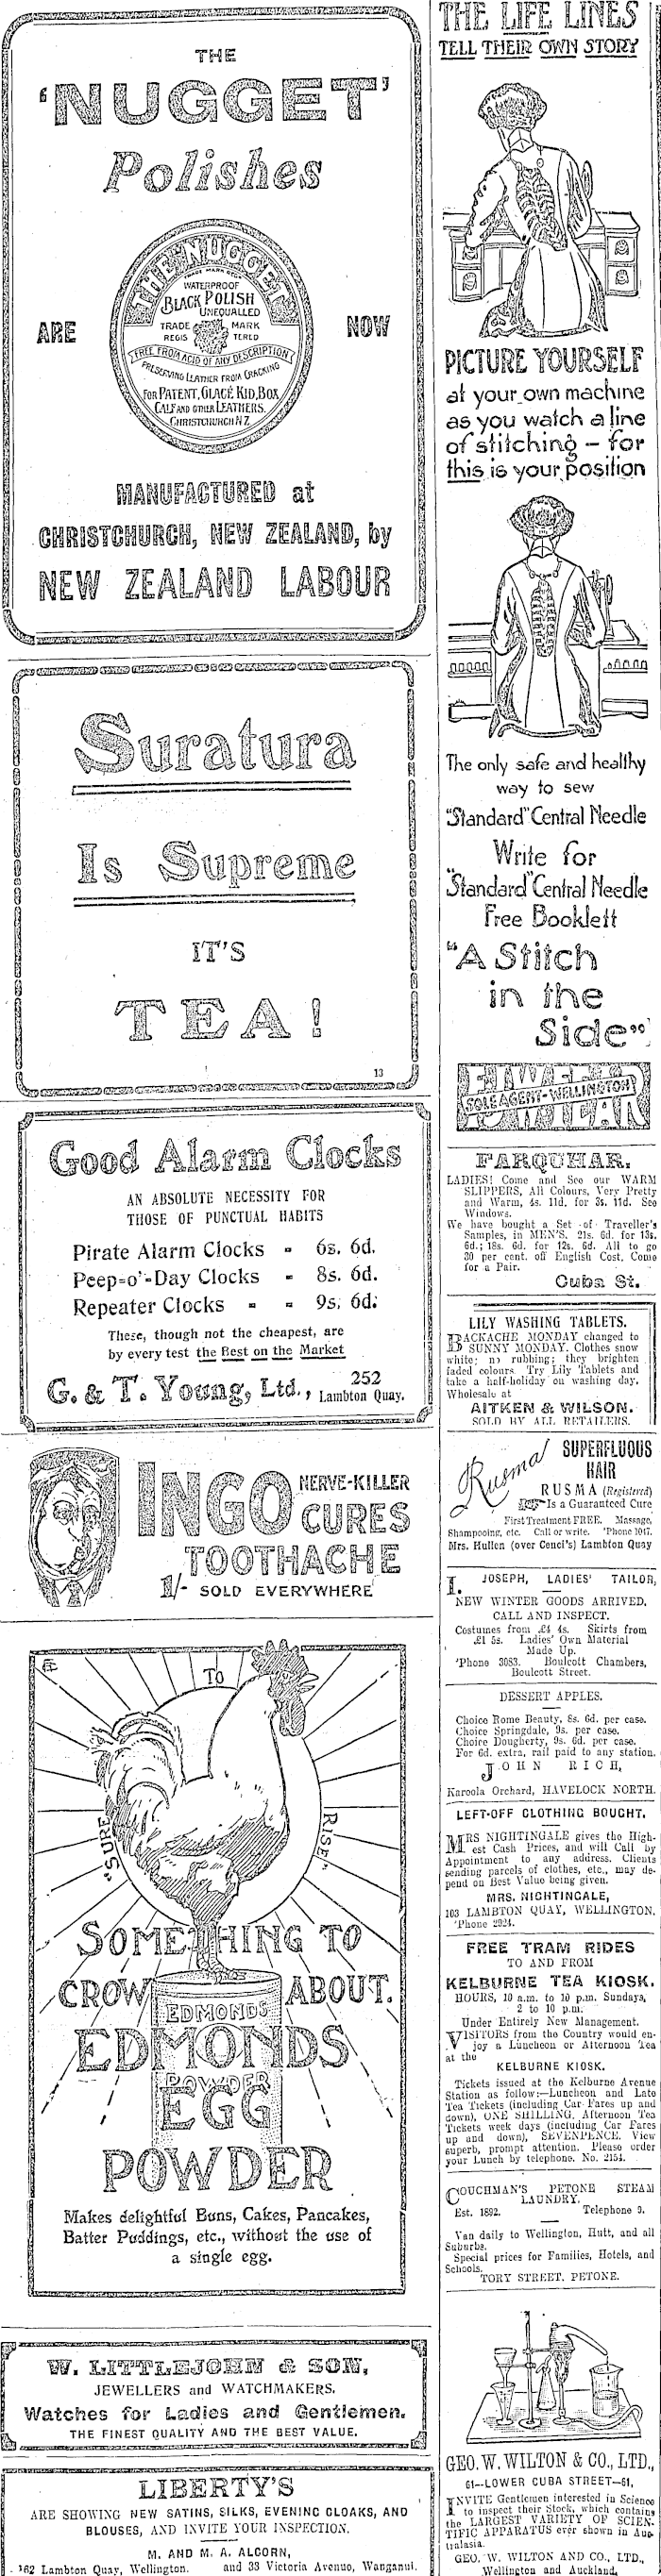 THE
'NUGGET'
Polishes
ARE
THE NUGGET
WATERPROOF
BLACK POLISH
UNEQUALLED
TRADE MARK
REGISTERED
FREE FROM ACID OF ANY DESCRIPTION
PRESERVING LEATHER FROM CRACKING
FOR PATENT, GLACÉ KID, BOX
CALF AND OTHER LEATHERS.
CHRISTCHURCH N.Z.
NOW
MANUFACTURED at
CHRISTCHURCH, NEW ZEALAND, by
NEW ZEALAND LABOUR
Suratura
Is Supreme
IT'S
TEA!
13
Good Alarm Clocks
AN ABSOLUTE NECESSITY FOR
THOSE OF PUNCTUAL HABITS
Pirate Alarm Clocks - 6s. 6d.
Peep-o'-Day Clocks - 8s. 6d.
Repeater Clocks - - 9s. 6d.
These, though not the cheapest, are
by every test the Best on the Market
G. & T. Young, Ltd., 252
Lambton Quay.
INGO NERVE-KILLER
CURES
TOOTHACHE
1/- SOLD EVERYWHERE
"SURE TO RISE"
SOMETHING TO
CROW ABOUT.
EDMONDS
EDMONDS
POWDER
EGG
POWDER
Makes delightful Buns, Cakes, Pancakes,
Batter Puddings, etc., without the use of
a single egg.
W. LITTLEJOHN & SON,
JEWELLERS and WATCHMAKERS.
Watches for Ladies and Gentlemen.
THE FINEST QUALITY AND THE BEST VALUE.
LIBERTY'S
ARE SHOWING NEW SATINS, SILKS, EVENING CLOAKS, AND
BLOUSES, AND INVITE YOUR INSPECTION.
M. AND M. A. ALCORN,
162 Lambton Quay, Wellington. and 33 Victoria Avenue, Wanganui.
THE LIFE LINES
TELL THEIR OWN STORY
PICTURE YOURSELF
at your own machine
as you watch a line
of stitching – for
this is your position
The only safe and healthy
way to sew
"Standard" Central Needle
Write for
"Standard" Central Needle
Free Booklett
"A Stitch
in the
Side"
SOLE AGENT - WELLINGTON
FARQUHAR.
LADIES! Come and See our WARM
SLIPPERS, All Colours, Very Pretty
and Warm, 4s. 11d. for 3s. 11d. See
Windows.
We have bought a Set of Traveller's
Samples, in MEN'S. 21s. 6d. for 13s.
6d.; 18s. 6d. for 12s. 6d. All to go
30 per cent. off English Cost. Come
for a Pair.
Cuba St.
LILY WASHING TABLETS.
BACKACHE MONDAY changed to
SUNNY MONDAY. Clothes snow
white; no rubbing; they brighten
faded colours. Try Lily Tablets and
take a half-holiday on washing day.
Wholesale at
AITKEN & WILSON.
SOLD BY ALL RETAILERS.
Rusma SUPERFLUOUS
HAIR
RUSMA (Registered)
Is a Guaranteed Cure
First Treatment FREE. Massage,
Shampooing, etc. Call or write. 'Phone 1017.
Mrs. Hullen (over Cenci's) Lambton Quay
I. JOSEPH, LADIES' TAILOR,
NEW WINTER GOODS ARRIVED.
CALL AND INSPECT.
Costumes from £4 4s. Skirts from
£1 5s. Ladies' Own Material
Made Up.
'Phone 3083. Boulcott Chambers,
Boulcott Street.
DESSERT APPLES.
Choice Rome Beauty, 8s. 6d. per case.
Choice Springdale, 9s. per case.
Choice Dougherty, 9s. 6d. per case.
For 6d. extra, rail paid to any station.
JOHN RICH,
Karoola Orchard, HAVELOCK NORTH.
LEFT-OFF CLOTHING BOUGHT.
MRS NIGHTINGALE gives the High-
est Cash Prices, and will Call by
Appointment to any address. Clients
sending parcels of clothes, etc., may de-
pend on Best Value being given.
MRS. NIGHTINGALE,
103 LAMBTON QUAY, WELLINGTON.
'Phone 2924.
FREE TRAM RIDES
TO AND FROM
KELBURNE TEA KIOSK.
HOURS, 10 a.m. to 10 p.m. Sundays,
2 to 10 p.m.
Under Entirely New Management.
VISITORS from the Country would en-
joy a Luncheon or Afternoon Tea
at the
KELBURNE KIOSK.
Tickets issued at the Kelburne Avenue
Station as follow:—Luncheon and Late
Tea Tickets (including Car Fares up and
down), ONE SHILLING. Afternoon Tea
Tickets week days (including Car Fares
up and down), SEVENPENCE. View
superb, prompt attention. Please order
your Lunch by telephone. No. 2154.
COUCHMAN'S PETONE STEAM
LAUNDRY.
Est. 1892. Telephone 9.
Van daily to Wellington, Hutt, and all
Suburbs.
Special prices for Families, Hotels, and
Schools.
TORY STREET, PETONE.
GEO. W. WILTON & CO., LTD.,
61—LOWER CUBA STREET—61,
INVITE Gentlemen interested in Science
to inspect their Stock, which contains
the LARGEST VARIETY OF SCIEN-
TIFIC APPARATUS ever shown in Aus-
tralasia.
GEO. W. WILTON AND CO., LTD.,
Wellington and Auckland.